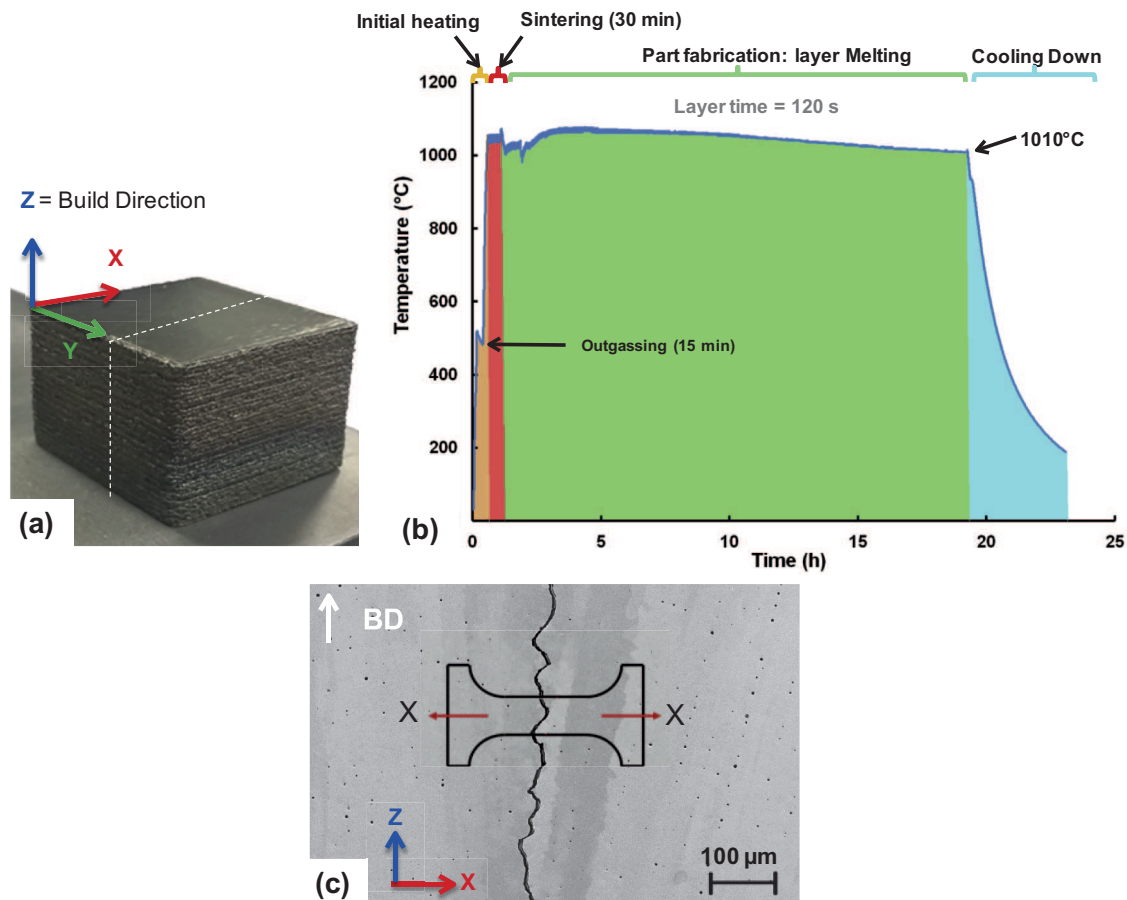 Initial heating
Sintering (30 min)
Part fabrication: layer Melting
Cooling Down
Layer time = 120 s
1010°C
Outgassing (15 min)
Temperature (°C)
1200
1000
800
600
400
200
0
5
10
15
20
25
Time (h)
(b)
Z = Build Direction
X
Y
(a)
BD
X
X
Z
X
100 µm
(c)